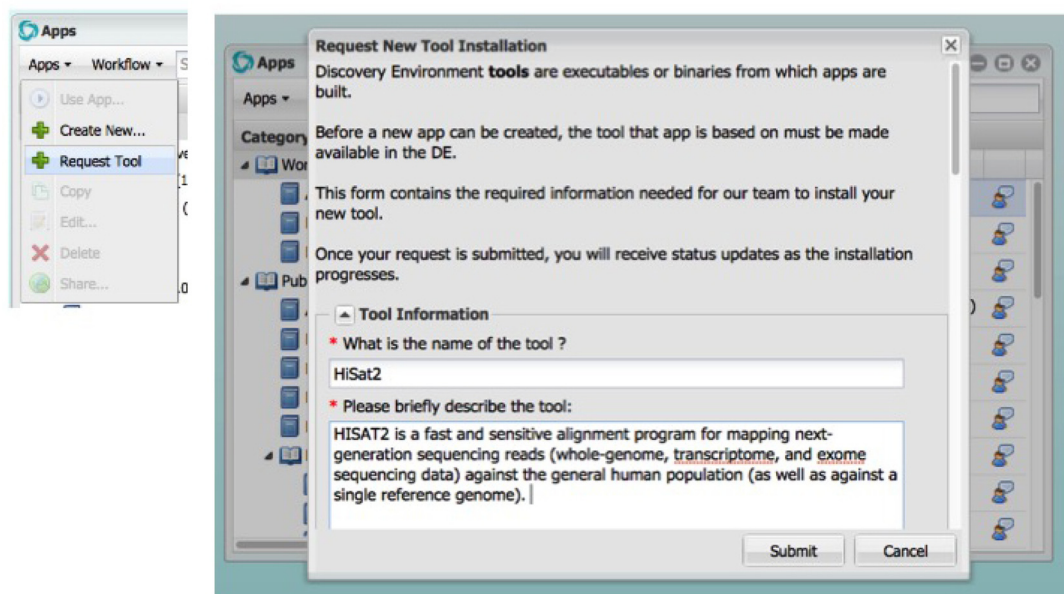 Apps
Apps Workflow S
Use App...
Create New...
Request Tool
Copy
Edit...
Delete
Share...
Apps
Apps
Category
Wor
Pub
Request New Tool Installation
Discovery Environment tools are executables or binaries from which apps are
built.
Before a new app can be created, the tool that app is based on must be made
available in the DE.
This form contains the required information needed for our team to install your
new tool.
Once your request is submitted, you will receive status updates as the installation
progresses.
Tool Information
* What is the name of the tool ?
HiSat2
* Please briefly describe the tool:
HISAT2 is a fast and sensitive alignment program for mapping next-
generation sequencing reads (whole-genome, transcriptome, and exome
sequencing data) against the general human population (as well as against a
single reference genome).
Submit Cancel